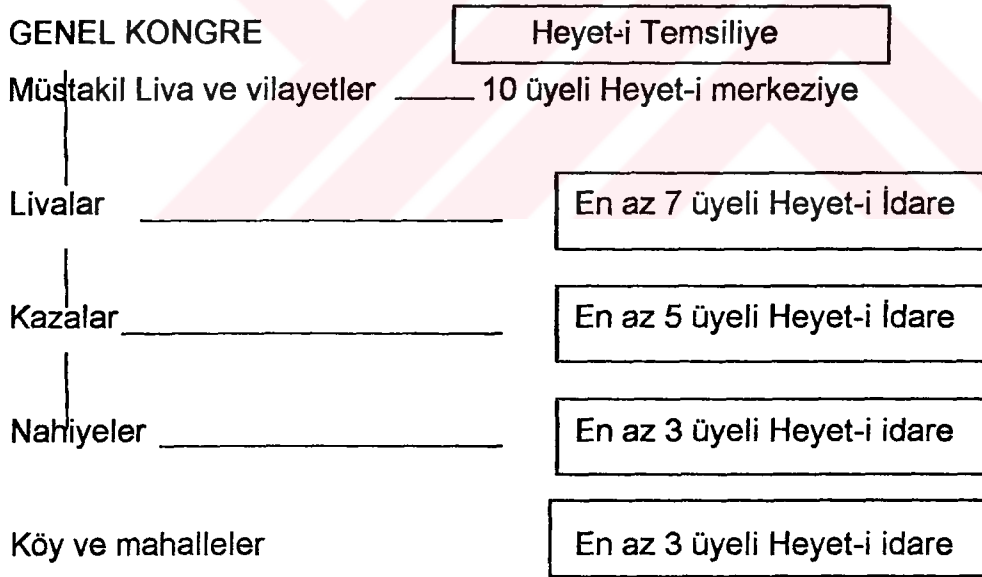 GENEL KONGRE Heyet-i Temsiliye
Müstakil Liva ve vilayetler 10 üyeli Heyet-i merkeziye
Livalar En az 7 üyeli Heyet-i İdare
Kazalar En az 5 üyeli Heyet-i İdare
Nahiyeler En az 3 üyeli Heyet-i idare
Köy ve mahalleler En az 3 üyeli Heyet-i idare